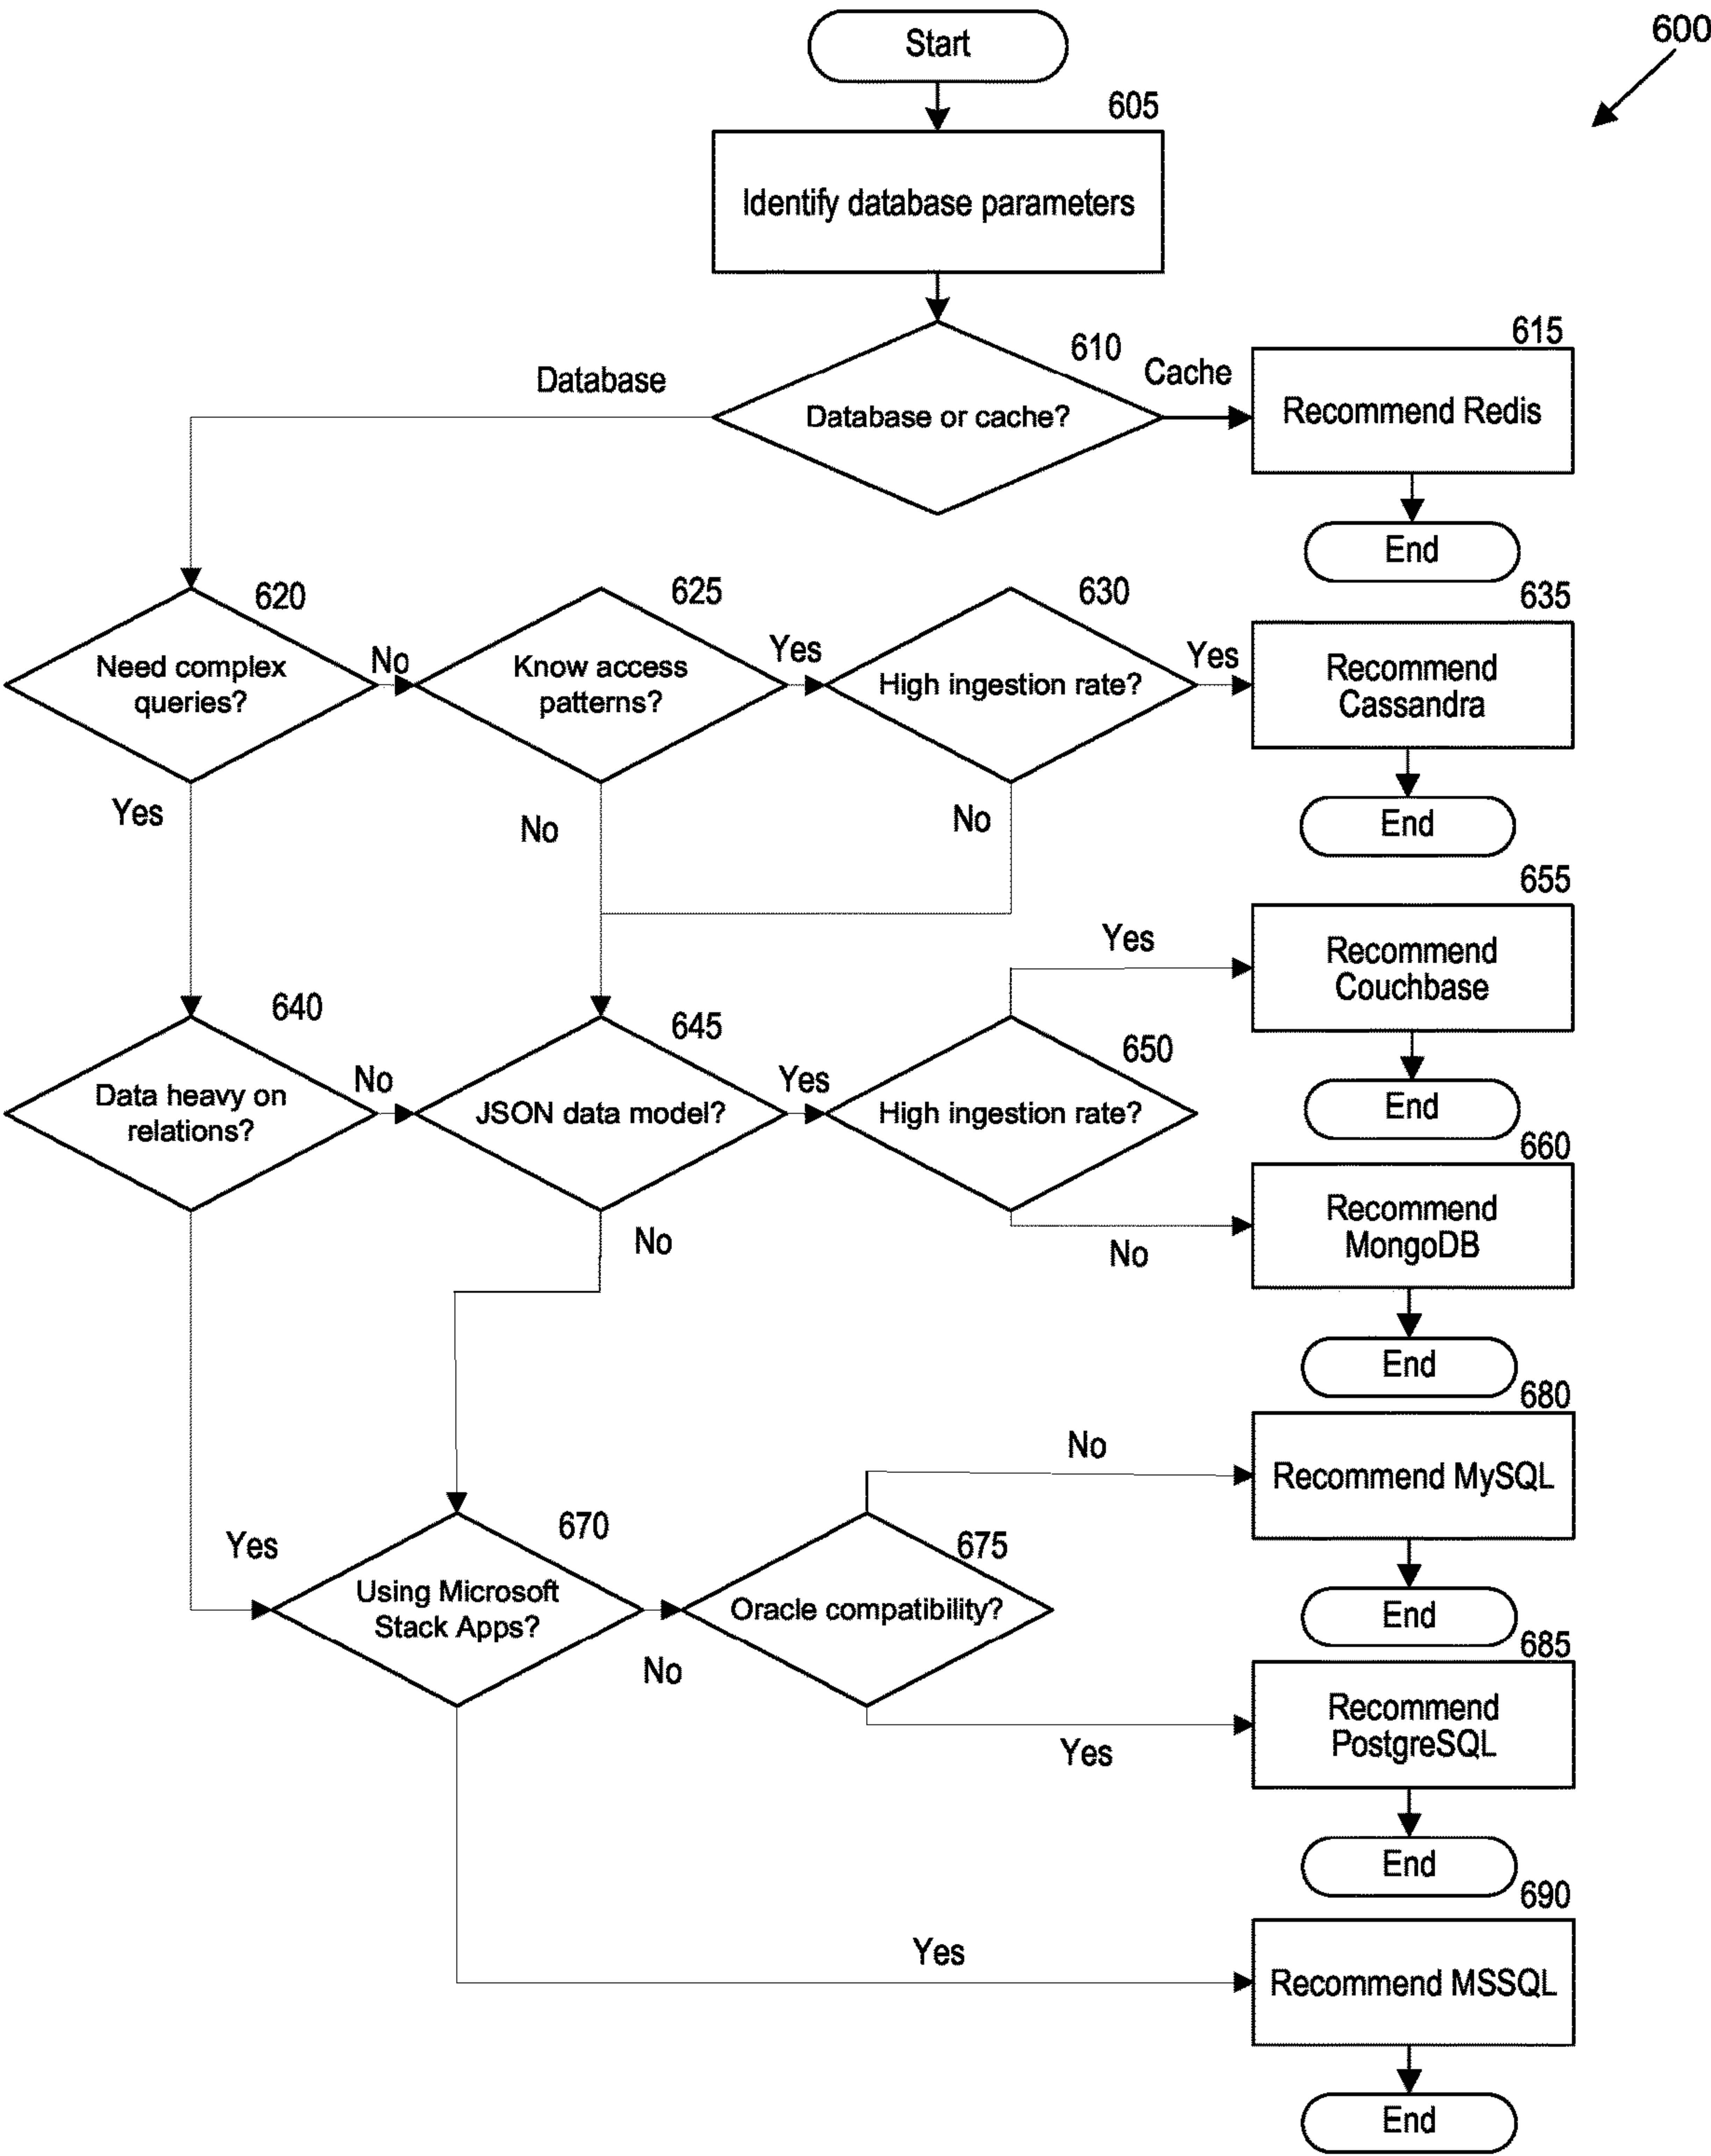 600
Start
605
Identify database parameters
610
Database
Cache
Database or cache?
615
Recommend Redis
End
620
Need complex
queries?
No
625
Know access
patterns?
Yes
630
High ingestion rate?
Yes
635
Recommend
Cassandra
End
Yes
No
No
640
Data heavy on
relations?
No
645
JSON data model?
Yes
650
High ingestion rate?
Yes
655
Recommend
Couchbase
End
No
660
Recommend
MongoDB
End
No
Yes
670
Using Microsoft
Stack Apps?
No
675
Oracle compatibility?
No
680
Recommend MySQL
End
Yes
685
Recommend
PostgreSQL
End
Yes
690
Recommend MSSQL
End